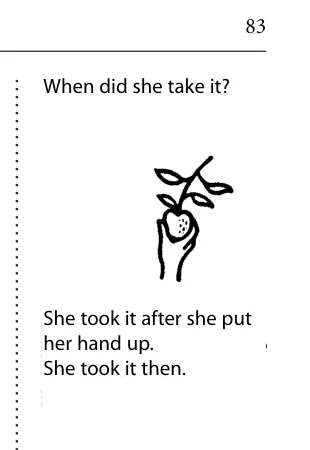 83
When did she take it?
She took it after she put
her hand up.
She took it then.